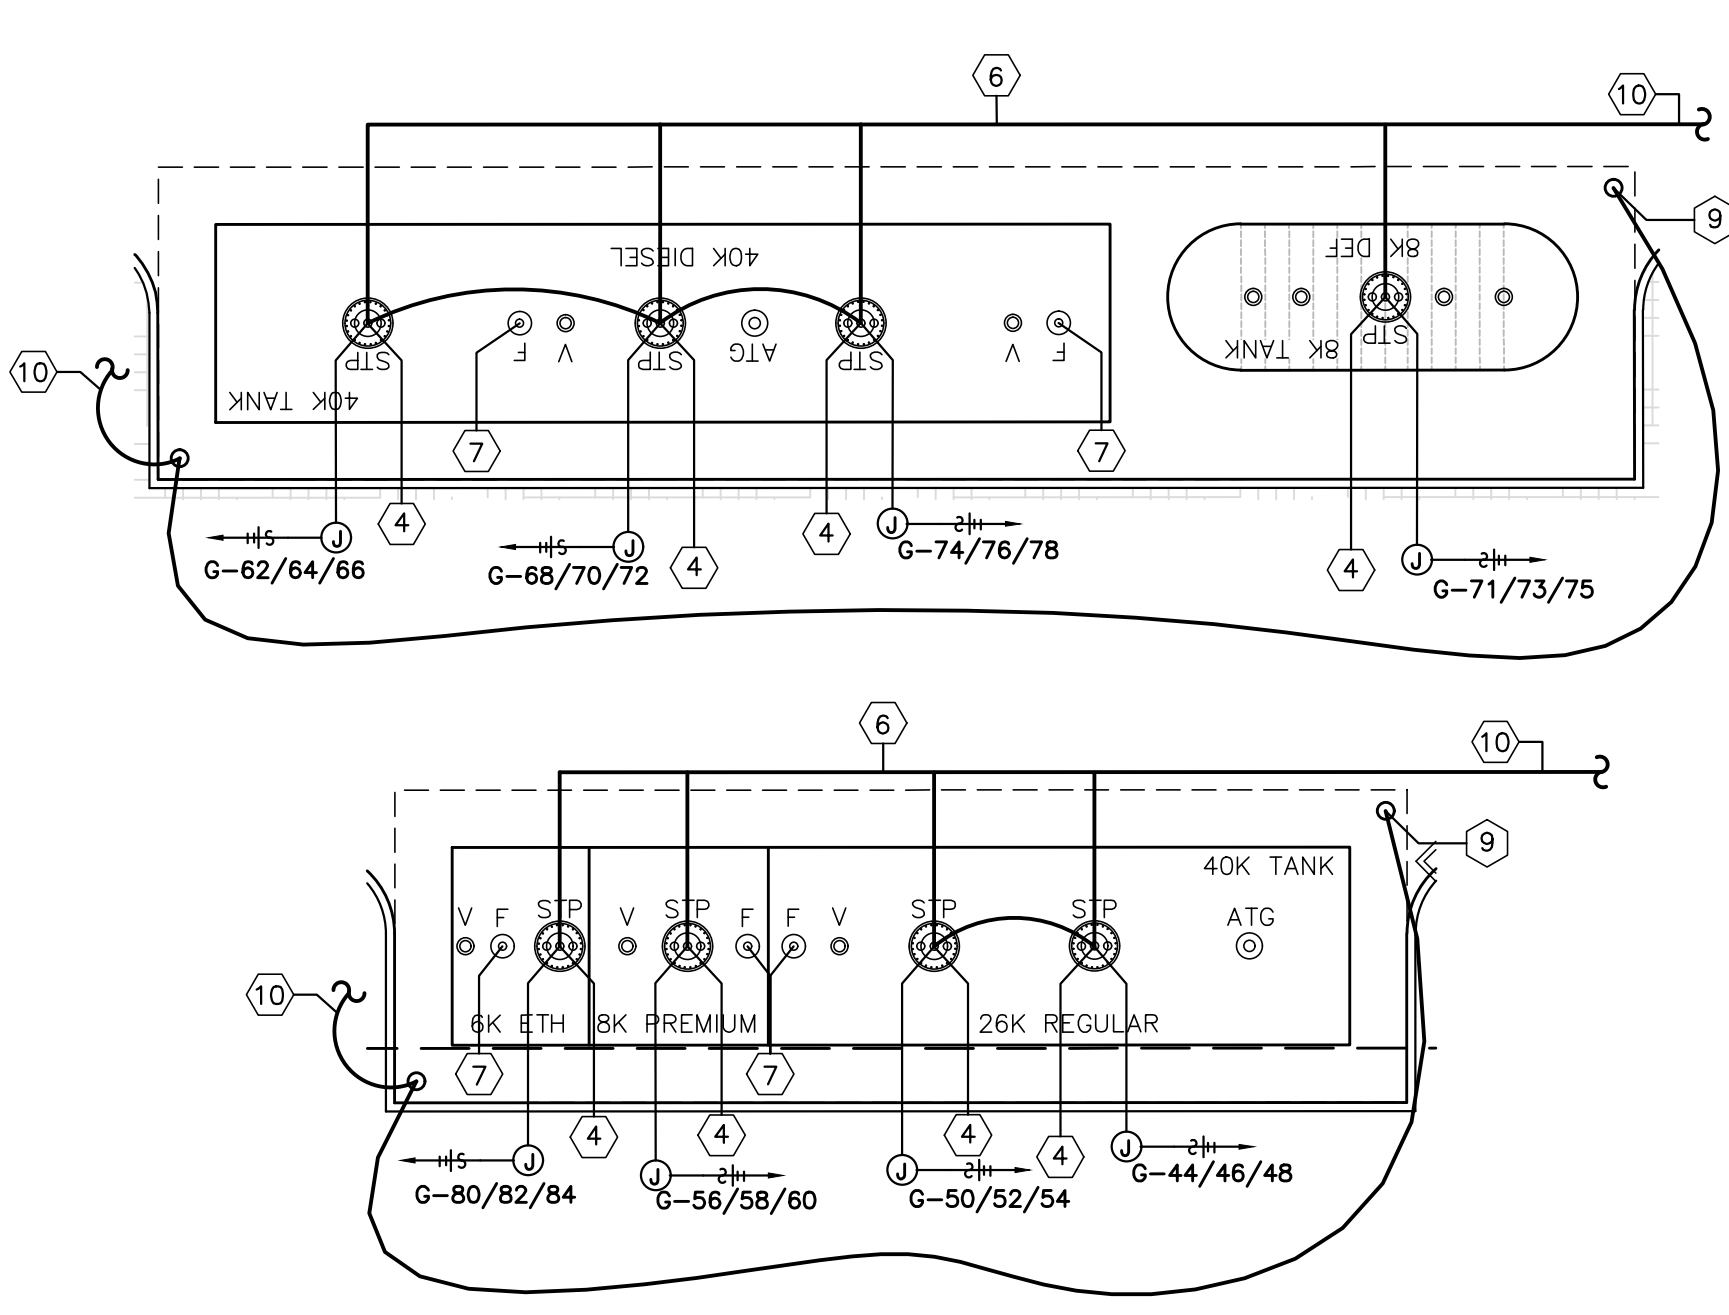 6
10
9
40K DIESEL
8K DEF
STP
F
V
STP
ATG
STP
V
F
STP
8K TANK
10
40K TANK
7
7
4
J
S
G-62/64/66
J
S
G-68/70/72
4
4
J
S
G-74/76/78
4
J
S
G-71/73/75
6
10
9
40K TANK
V
F
STP
V
STP
F
F
V
STP
STP
ATG
10
6K ETH
8K PREMIUM
26K REGULAR
7
7
J
S
G-80/82/84
4
J
S
G-56/58/60
4
J
S
G-50/52/54
4
4
J
S
G-44/46/48